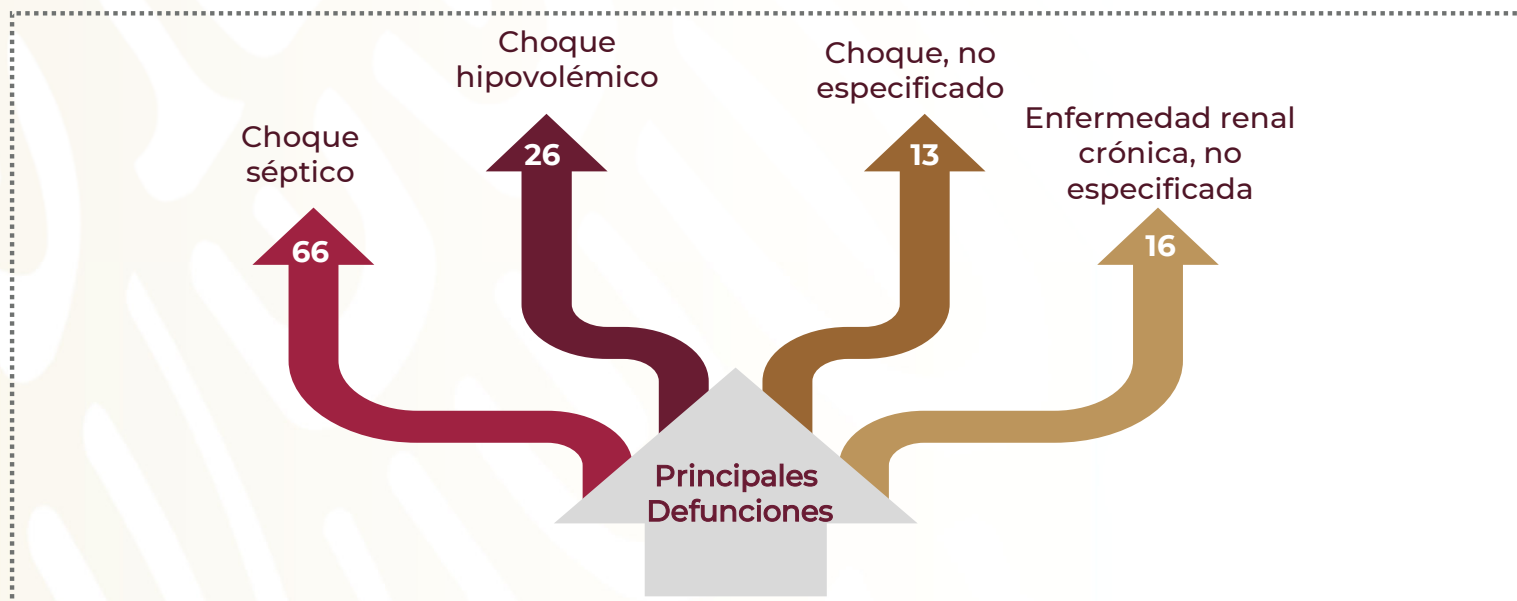 Choque
séptico
66
Choque
hipovolémico
26
Choque, no
especificado
13
Enfermedad renal
crónica, no
especificada
16
Principales
Defunciones